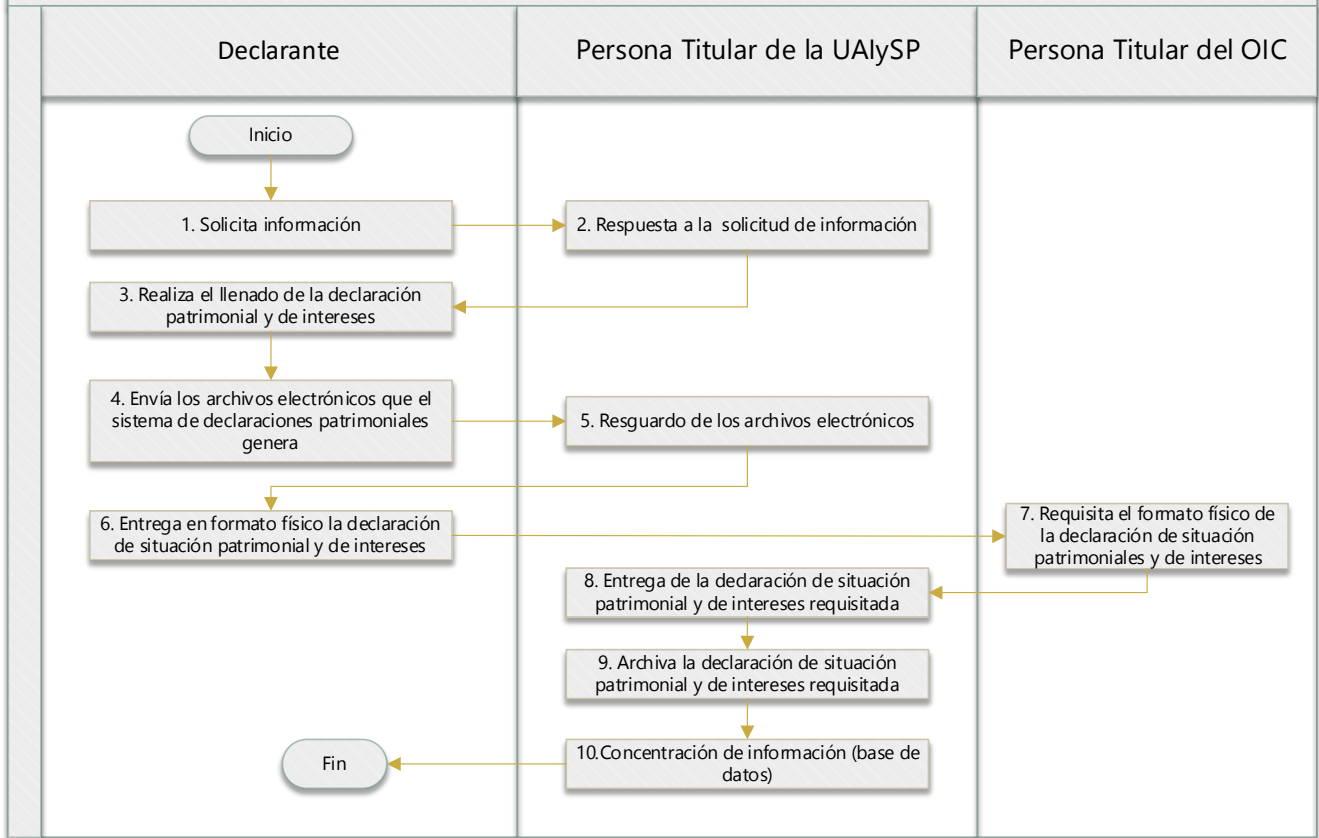 Declarante
Persona Titular de la UAIySP
Persona Titular del OIC
Inicio
1. Solicita información
2. Respuesta a la solicitud de información
3. Realiza el llenado de la declaración
patrimonial y de intereses
4. Envía los archivos electrónicos que el
sistema de declaraciones patrimoniales
genera
5. Resguardo de los archivos electrónicos
6. Entrega en formato físico la declaración
de situación patrimonial y de intereses
7. Requisita el formato físico de
la declaración de situación
patrimoniales y de intereses
8. Entrega de la declaración de situación
patrimonial y de intereses requisitada
9. Archiva la declaración de situación
patrimonial y de intereses requisitada
10.Concentración de información (base de
datos)
Fin